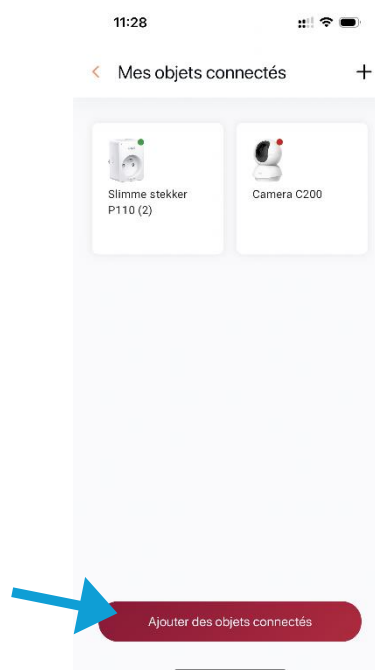 11:28
Mes objets connectés
Slimme stekker
P110 (2)
Camera C200
Ajouter des objets connectés